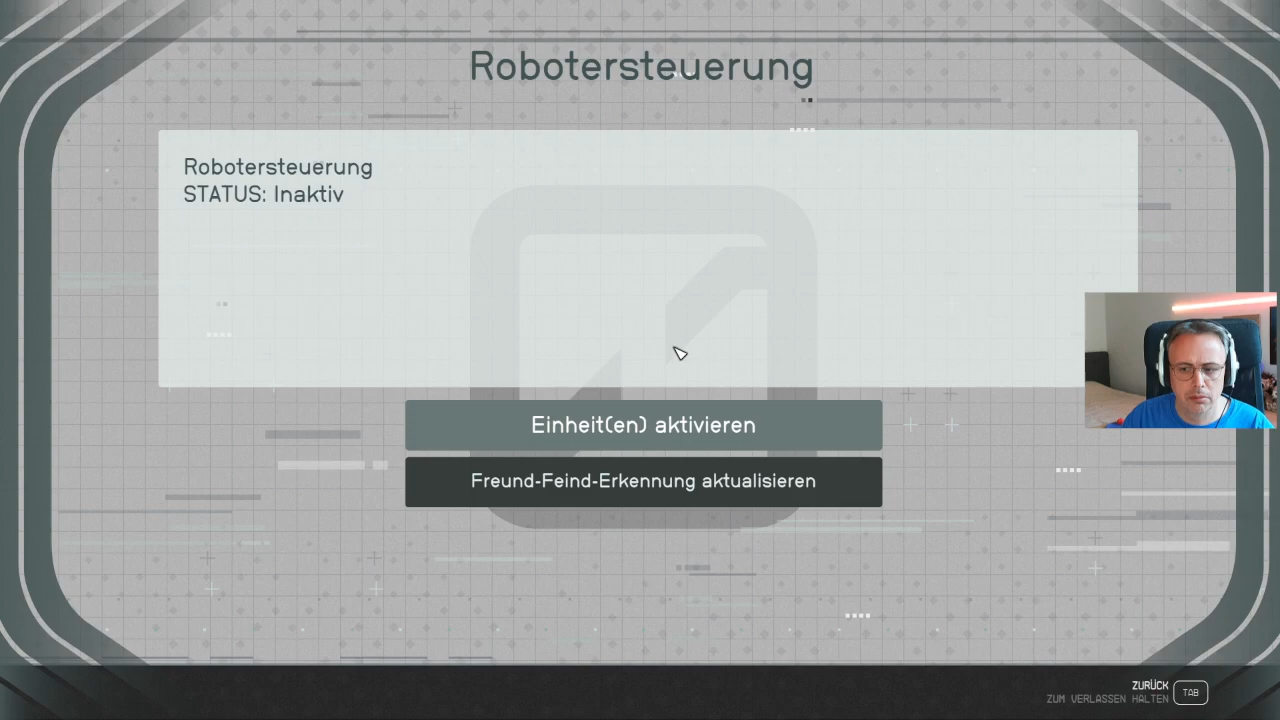 Robotersteuerung
Robotersteuerung
STATUS: Inaktiv
Einheit(en) aktivieren
Freund-Feind-Erkennung aktualisieren
ZURÜCK
ZUM VERLASSEN HALTEN
TAB